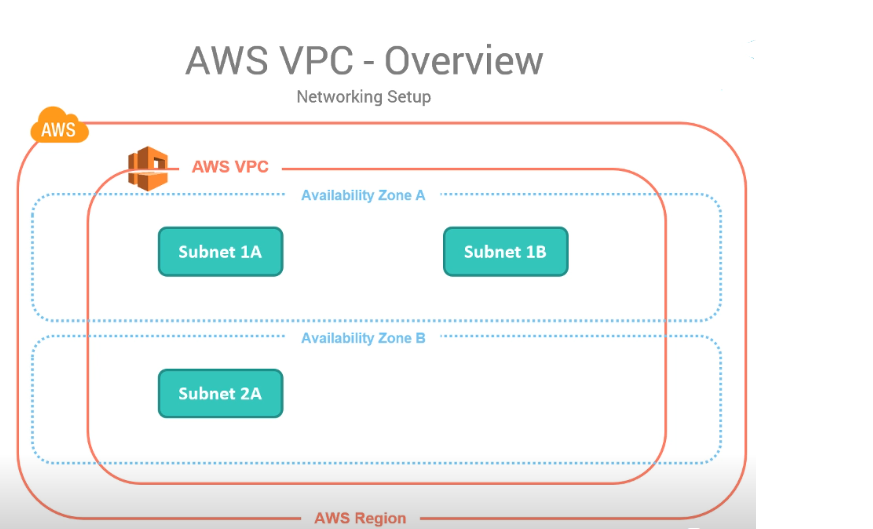 AWS VPC - Overview
Networking Setup
AWS
AWS VPC
Availability Zone A
Subnet 1A
Subnet 1B
Availability Zone B
Subnet 2A
AWS Region